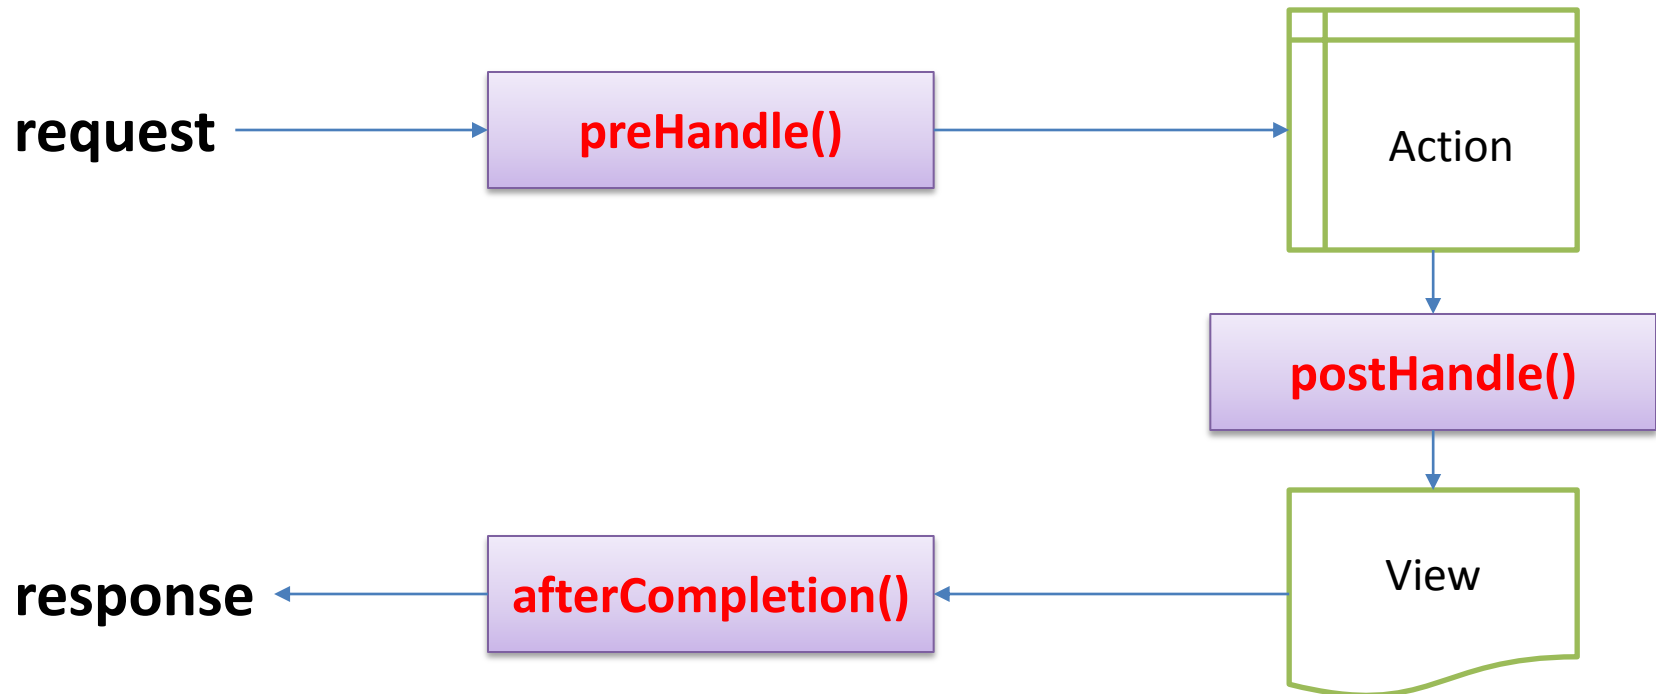 request
preHandle()
Action
postHandle()
View
afterCompletion()
response